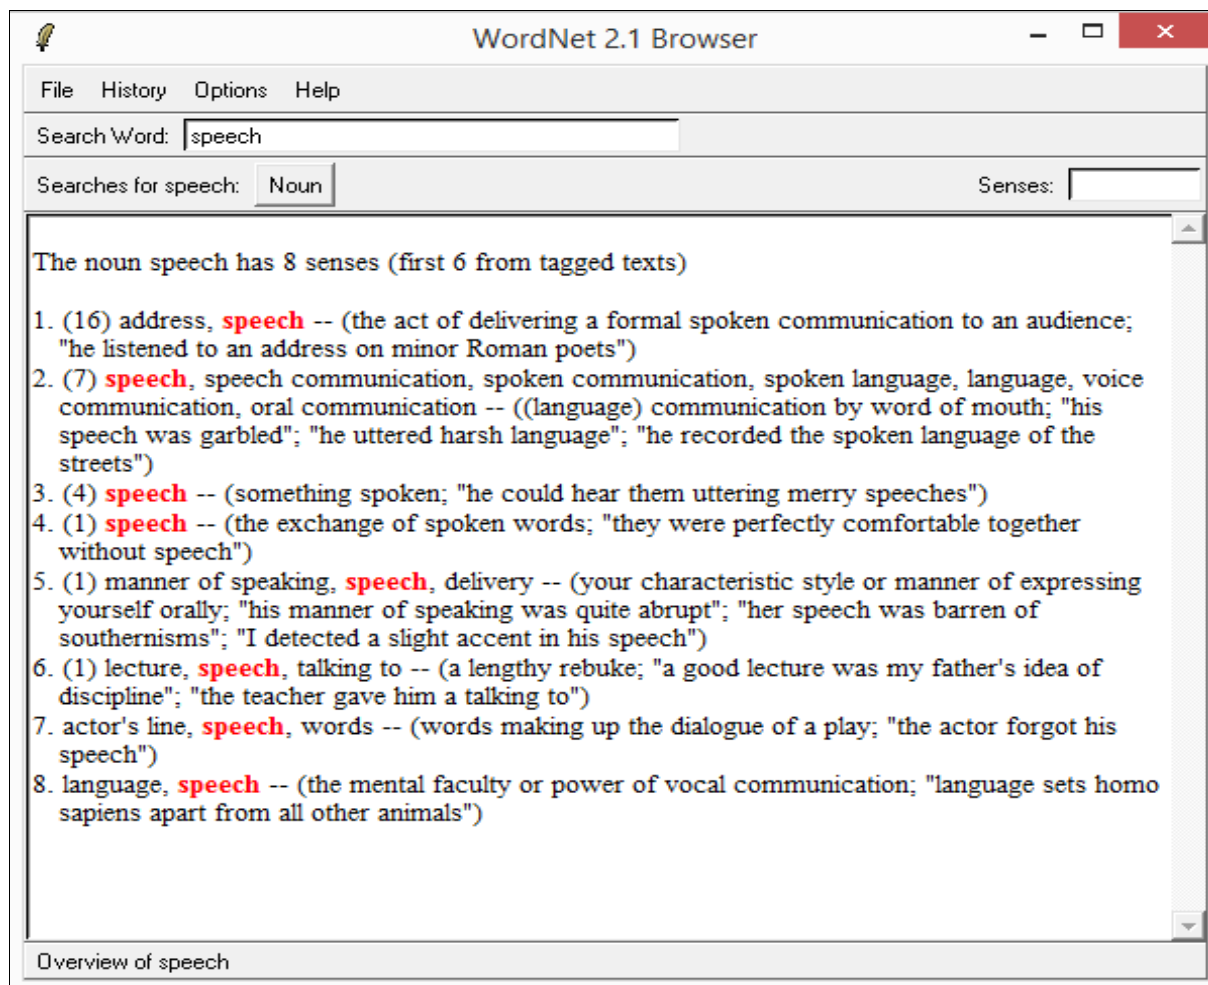 WordNet 2.1 Browser
File History Options Help
Search Word: speech
Searches for speech: Noun Senses:
The noun speech has 8 senses (first 6 from tagged texts)
1. (16) address, speech -- (the act of delivering a formal spoken communication to an audience;
"he listened to an address on minor Roman poets")
2. (7) speech, speech communication, spoken communication, spoken language, language, voice
communication, oral communication -- ((language) communication by word of mouth; "his
speech was garbled"; "he uttered harsh language"; "he recorded the spoken language of the
streets")
3. (4) speech -- (something spoken; "he could hear them uttering merry speeches")
4. (1) speech -- (the exchange of spoken words; "they were perfectly comfortable together
without speech")
5. (1) manner of speaking, speech, delivery -- (your characteristic style or manner of expressing
yourself orally; "his manner of speaking was quite abrupt"; "her speech was barren of
southernisms"; "I detected a slight accent in his speech")
6. (1) lecture, speech, talking to -- (a lengthy rebuke; "a good lecture was my father's idea of
discipline"; "the teacher gave him a talking to")
7. actor's line, speech, words -- (words making up the dialogue of a play; "the actor forgot his
speech")
8. language, speech -- (the mental faculty or power of vocal communication; "language sets homo
sapiens apart from all other animals")
Overview of speech